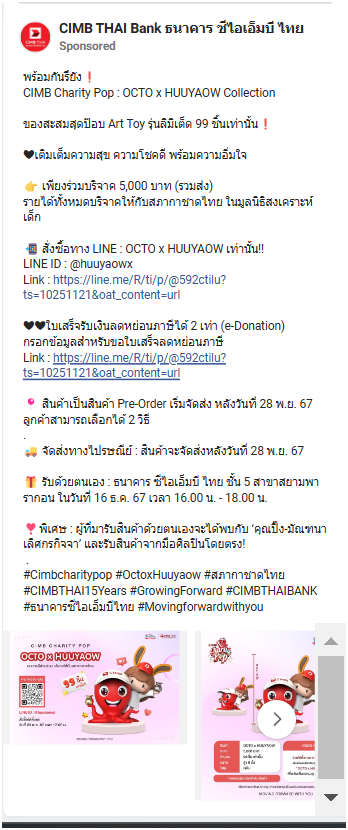 CIMB THAI Bank ธนาคาร ซีไอเอ็มบี ไทย
Sponsored
พร้อมกันรึยัง❗
CIMB Charity Pop : OCTO x HUUYAOW Collection
ของสะสมสุดป๊อบ Art Toy รุ่นลิมิเต็ด 99 ชิ้นเท่านั้น❗
🖤เติมเต็มความสุข ความโชคดี พร้อมความอิ่มใจ
👉 เพียงร่วมบริจาค 5,000 บาท (รวมส่ง)
รายได้ทั้งหมดบริจาคให้กับสภากาชาดไทย ในมูลนิธิสงเคราะห์
เด็ก
📲 สั่งซื้อทาง LINE : OCTO x HUUYAOW เท่านั้น!!
LINE ID : @huuyaowx
Link : https://line.me/R/ti/p/@592ctilu?
ts=10251121&oat_content=url
🖤🖤ใบเสร็จรับเงินลดหย่อนภาษีได้ 2 เท่า (e-Donation)
กรอกข้อมูลสำหรับขอใบเสร็จลดหย่อนภาษี
Link : https://line.me/R/ti/p/@592ctilu?
ts=10251121&oat_content=url
📍 สินค้าเป็นสินค้า Pre-Order เริ่มจัดส่ง หลังวันที่ 28 พ.ย. 67
ลูกค้าสามารถเลือกได้ 2 วิธี
.
🚚 จัดส่งทางไปรษณีย์ : สินค้าจะจัดส่งหลังวันที่ 28 พ.ย. 67
🎁 รับด้วยตนเอง : ธนาคาร ซีไอเอ็มบี ไทย ชั้น 5 สาขาสยามพา
รากอน ในวันที่ 16 ธ.ค. 67 เวลา 16.00 น. - 18.00 น.
❣️พิเศษ : ผู้ที่มารับสินค้าด้วยตนเองจะได้พบกับ ‘คุณปิ๊ง-มัณฑนา
เลิศกรกิจจา’ และรับสินค้าจากมือศิลปินโดยตรง!
.
#Cimbcharitypop #OctoxHuuyaow #สภากาชาดไทย
#CIMBTHAI15Years #GrowingForward #CIMBTHAIBANK
#ธนาคารซีไอเอ็มบีไทย #Movingforwardwithyou
CIMB CHARITY POP
OCTO x HUUYAOW
99 ชิ้น
OCTO x HUUYAOW
MOVING FORWARD WITH YOU